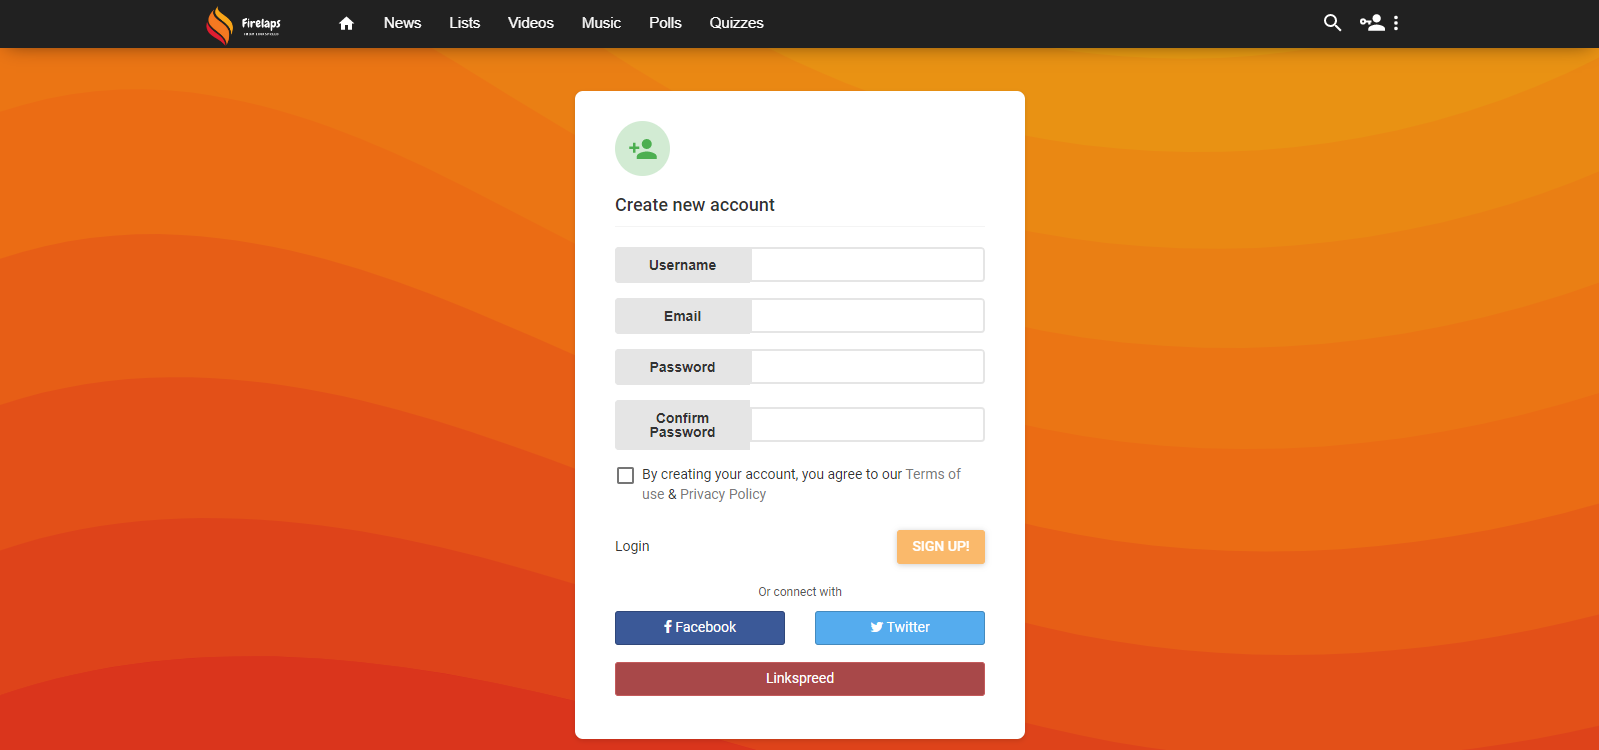 Firelaps
News Lists Videos Music Polls Quizzes
Create new account
Username
Email
Password
Confirm
Password
By creating your account, you agree to our Terms of
use & Privacy Policy
Login SIGN UP!
Or connect with
Facebook Twitter
Linkspreed